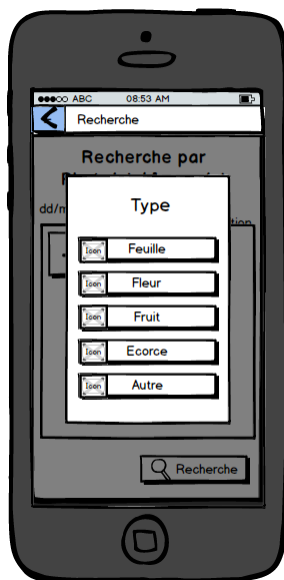 ABC 08:53 AM
Recherche
Recherche par
dd/m
Type
Icon Feuille
Icon Fleur
Icon Fruit
Icon Ecorce
Icon Autre
Recherche